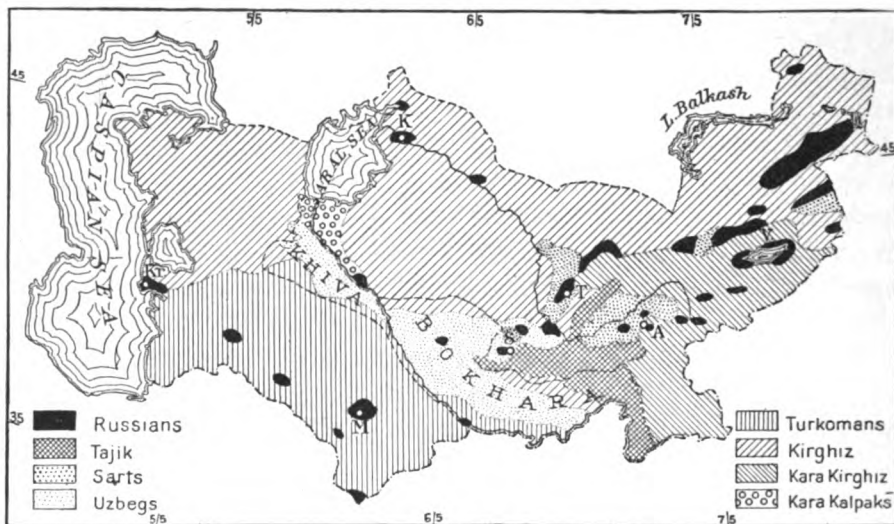 5/5 6/5 7/5
45
45
35
CASPIAN SEA
ARAL SEA
L. Balkash
K
Kr
KHIVA
BOKHARA
T
A
M
Russians
Tajik
Sarts
Uzbegs
Turkomans
Kirghiz
Kara Kirghiz
Kara Kalpaks
5/5 6/5 7/5